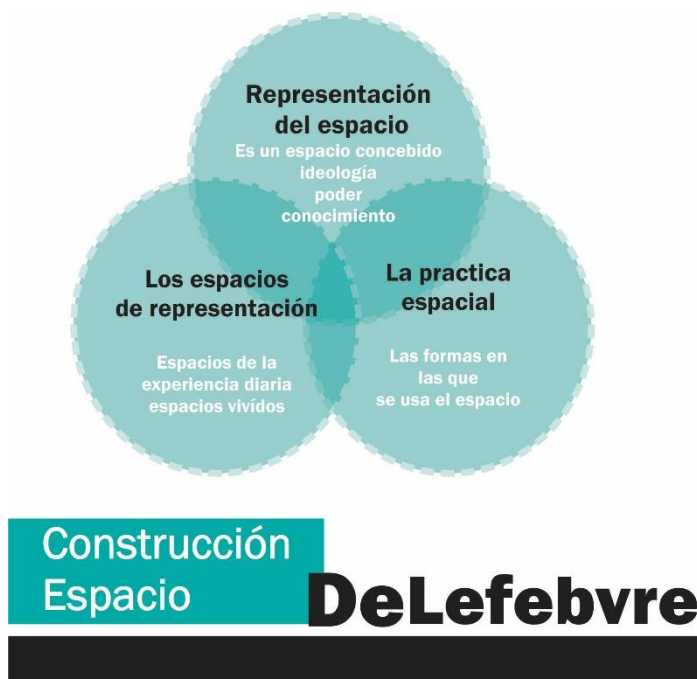 Representación
del espacio
Es un espacio concebido
ideología
poder
conocimiento
Los espacios
de representación
Espacios de la
experiencia diaria
espacios vivídos
La practica
espacial
Las formas en
las que
se usa el espacio
Construcción
Espacio
DeLefebvre